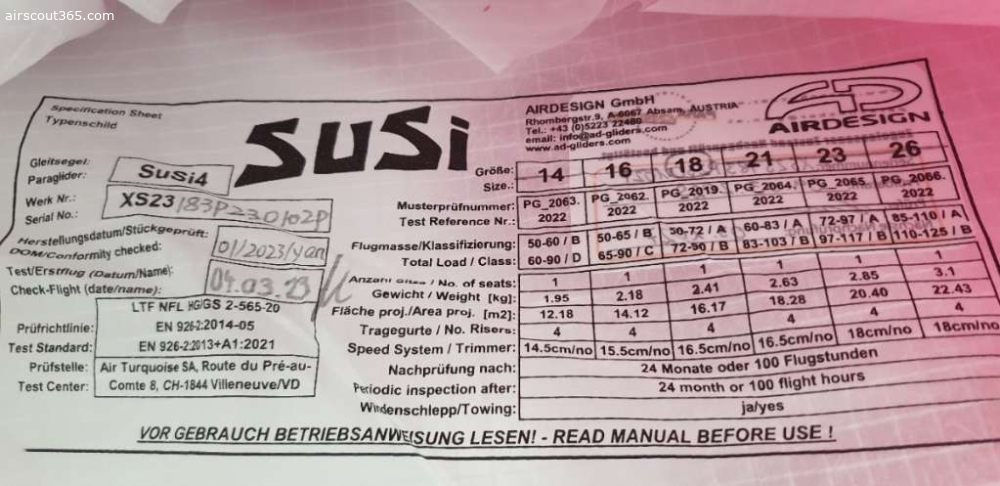 airscout365.com
Specification Sheet
Typenschild
SUSi
AIRDESIGN GmbH
Rhombergstr.9, A-6067 Absam, AUSTRIA
Tel.: +43 (0)5223 22480
email: info@ad-gliders.com
www.ad-gliders.com
AIRDESIGN
Gleitsegel:
Paraglider:
SuSi4
Werk Nr.:
Serial No.:
XS23/83P230102P
Herstellungsdatum/Stückgeprüft:
DOM/Conformity checked:
01/2023/yan
Test/Erstflug (Datum/Name):
Check-Flight (date/name):
04.03.23
Prüfrichtlinie:
Test Standard:
LTF NFL HG/GS 2-565-20
EN 926-2:2014-05
EN 926-2:2013+A1:2021
Prüfstelle:
Test Center:
Air Turquoise SA, Route du Pré-au-
Comte 8, CH-1844 Villeneuve/VD
Größe:
Size.:
14 16 18 21 23 26
Musterprüfnummer:
Test Reference Nr.:
PG_2063. PG_2062. PG_2019. PG_2064. PG_2065. PG_2066.
2022 2022 2022 2022 2022 2022
Flugmasse/Klassifizierung:
Total Load / Class:
50-60 / B 50-65 / B 50-72 / A 60-83 / A 72-97 / A 85-110 / A
60-90 / D 65-90 / C 72-90 / B 83-103 / B 97-117 / B 110-125 / B
Anzahl / No. of seats: 1 1 1 1 1 1
Gewicht / Weight [kg]: 1.95 2.18 2.41 2.63 2.85 3.1
Fläche proj./Area proj. [m2]: 12.18 14.12 16.17 18.28 20.40 22.43
Tragegurte / No. Risers: 4 4 4 4 4 4
Speed System / Trimmer: 14.5cm/no 15.5cm/no 16.5cm/no 16.5cm/no 18cm/no 18cm/no
Nachprüfung nach: 24 Monate oder 100 Flugstunden
Periodic inspection after: 24 month or 100 flight hours
Windenschlepp/Towing: ja/yes
VOR GEBRAUCH BETRIEBSANWEISUNG LESEN! - READ MANUAL BEFORE USE !